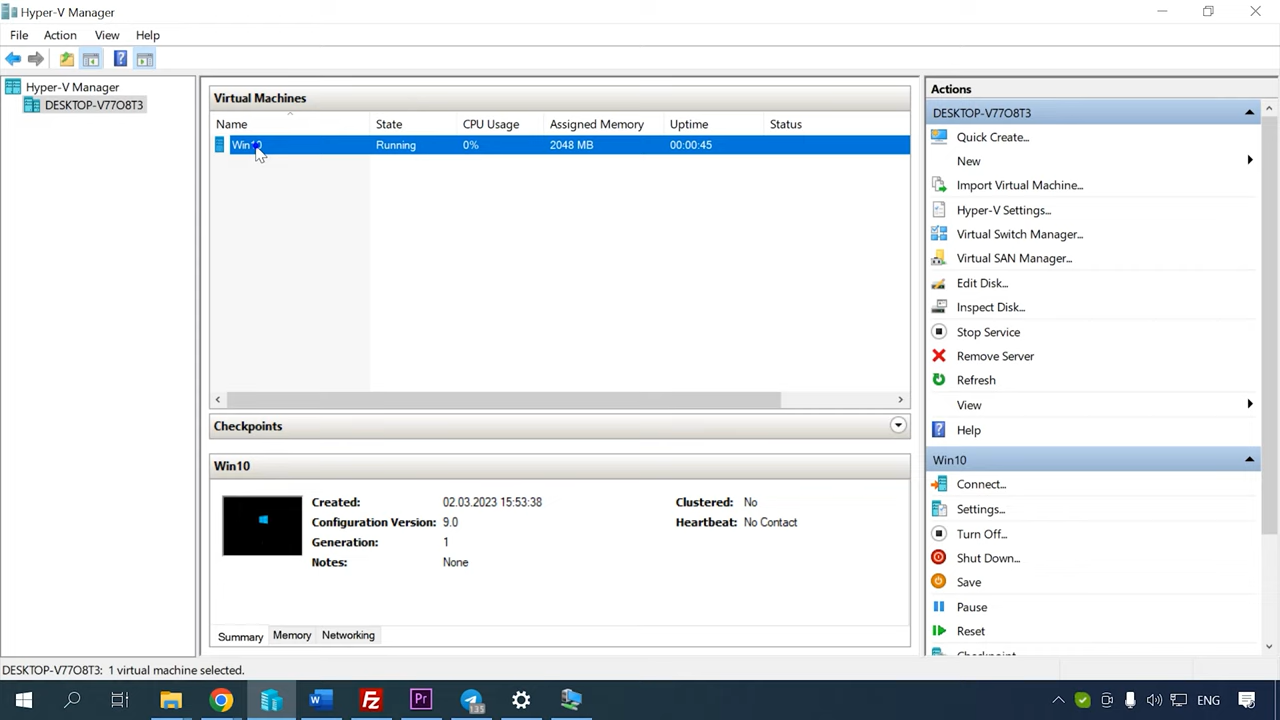 Hyper-V Manager
File Action View Help
Hyper-V Manager
DESKTOP-V77O8T3
Virtual Machines
Name State CPU Usage Assigned Memory Uptime Status
Win10 Running 0% 2048 MB 00:00:45
Checkpoints
Win10
Created: 02.03.2023 15:53:38 Clustered: No
Configuration Version: 9.0 Heartbeat: No Contact
Generation: 1
Notes: None
Summary Memory Networking
Actions
DESKTOP-V77O8T3
Quick Create...
New
Import Virtual Machine...
Hyper-V Settings...
Virtual Switch Manager...
Virtual SAN Manager...
Edit Disk...
Inspect Disk...
Stop Service
Remove Server
Refresh
View
Help
Win10
Connect...
Settings...
Turn Off...
Shut Down...
Save
Pause
Reset
Checkpoint
DESKTOP-V77O8T3: 1 virtual machine selected.
W Fz Pr 135 ENG